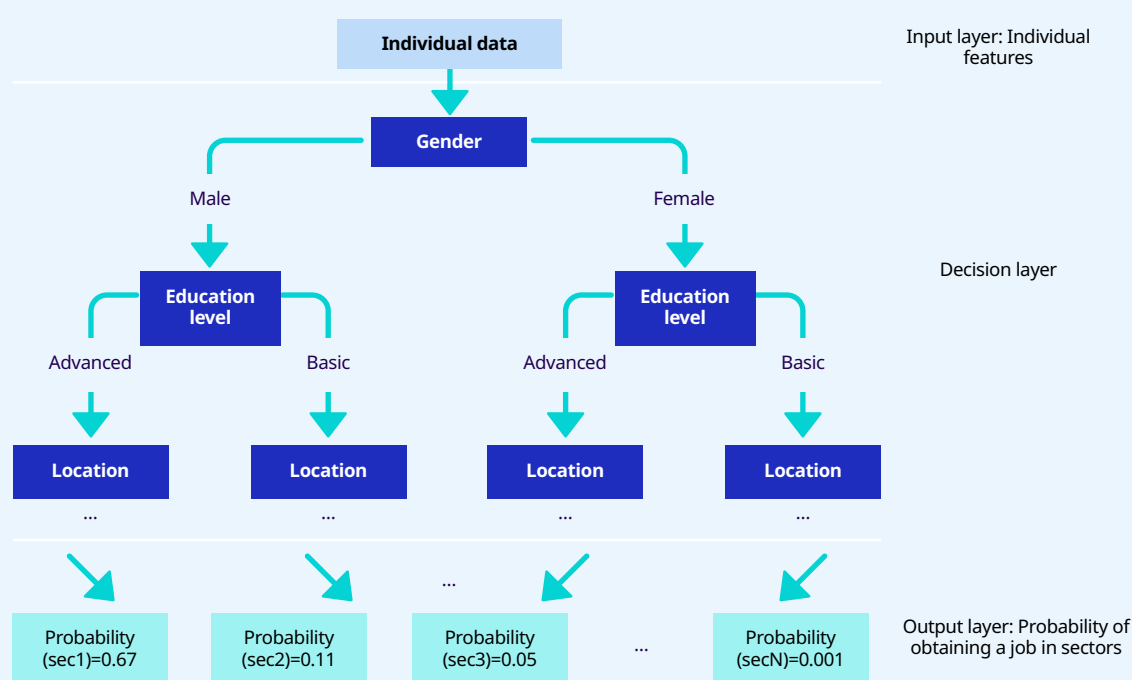 Individual data
Input layer: Individual
features
Gender
Male
Female
Decision layer
Education
level
Education
level
Advanced
Basic
Advanced
Basic
Location
Location
Location
Location
...
...
...
...
...
Probability
(sec1)=0.67
Probability
(sec2)=0.11
Probability
(sec3)=0.05
...
Probability
(secN)=0.001
Output layer: Probability of
obtaining a job in sectors